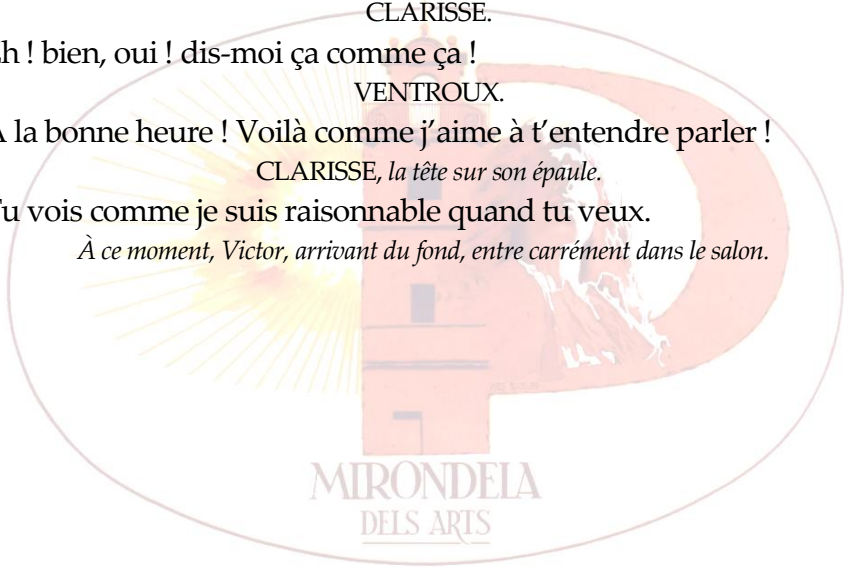 CLARISSE.
h ! bien, oui ! dis-moi ça comme ça !
VENTROUX.
la bonne heure ! Voilà comme j’aime à t’entendre parler !
CLARISSE, la tête sur son épaule.
u vois comme je suis raisonnable quand tu veux.
À ce moment, Victor, arrivant du fond, entre carrément dans le salon.
MIRONDELA
DELS ARTS